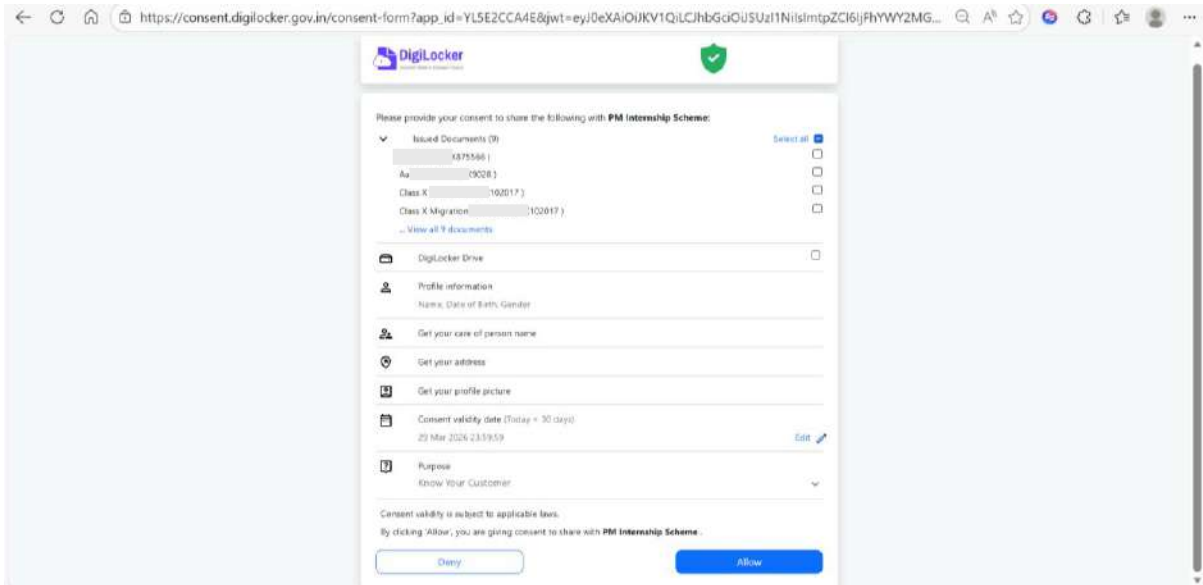 https://consent.digilocker.gov.in/consent-form?app_id=YL5E2CCA4E&jwt=eyJ0eXAiOiJKV1QiLCJhbGciOiJSUzI1NiIsImtpZCI6IjFhYWY2MG...
DigiLocker
Please provide your consent to share the following with PM Internship Scheme:
Issued Documents (9) Select all
X875566 )
Aa (9028 )
Class X 102017 )
Class X Migration (102017 )
... View all 9 documents
DigiLocker Drive
Profile information
Name, Date of Birth, Gender
Get your care of person name
Get your address
Get your profile picture
Consent validity date (Today + 30 days)
29 Mar 2026 23:59:59 Edit
Purpose
Know Your Customer
Consent validity is subject to applicable laws.
By clicking 'Allow', you are giving consent to share with PM Internship Scheme .
Deny Allow